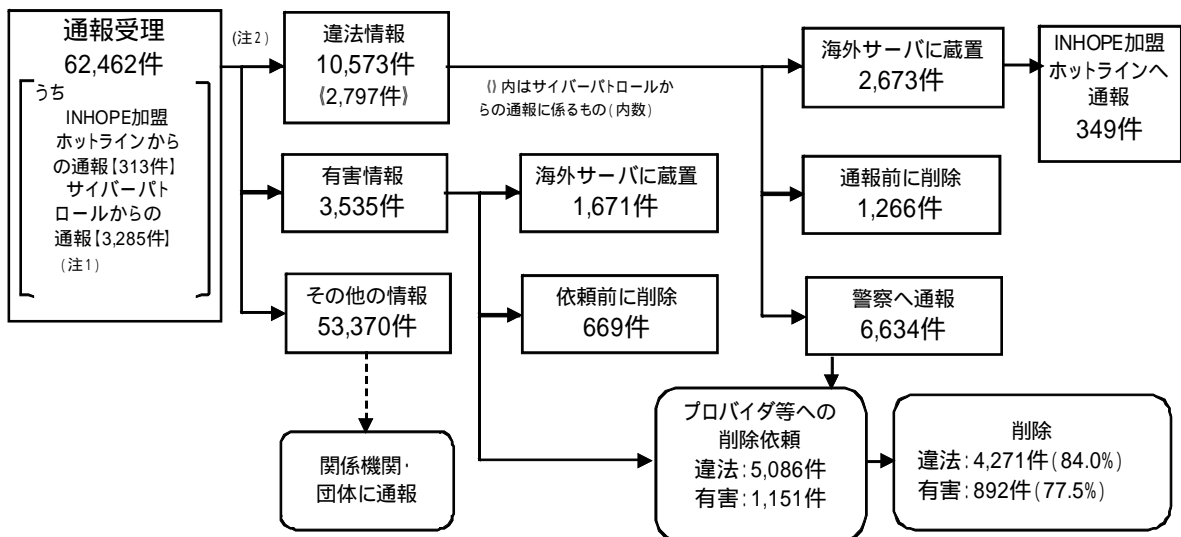 通報受理
62,462件
うち
INHOPE加盟
ホットラインから
の通報【313件】
サイバーパト
ロールからの
通報【3,285件】
(注1)
(注2)
違法情報
10,573件
《2,797件》
《》内はサイバーパトロールか
らの通報に係るもの(内数)
海外サーバに蔵置
2,673件
INHOPE加盟
ホットラインへ
通報
349件
有害情報
3,535件
海外サーバに蔵置
1,671件
通報前に削除
1,266件
その他の情報
53,370件
依頼前に削除
669件
警察へ通報
6,634件
関係機関・
団体に通報
プロバイダ等への
削除依頼
違法:5,086件
有害:1,151件
削除
違法:4,271件(84.0%)
有害:892件(77.5%)